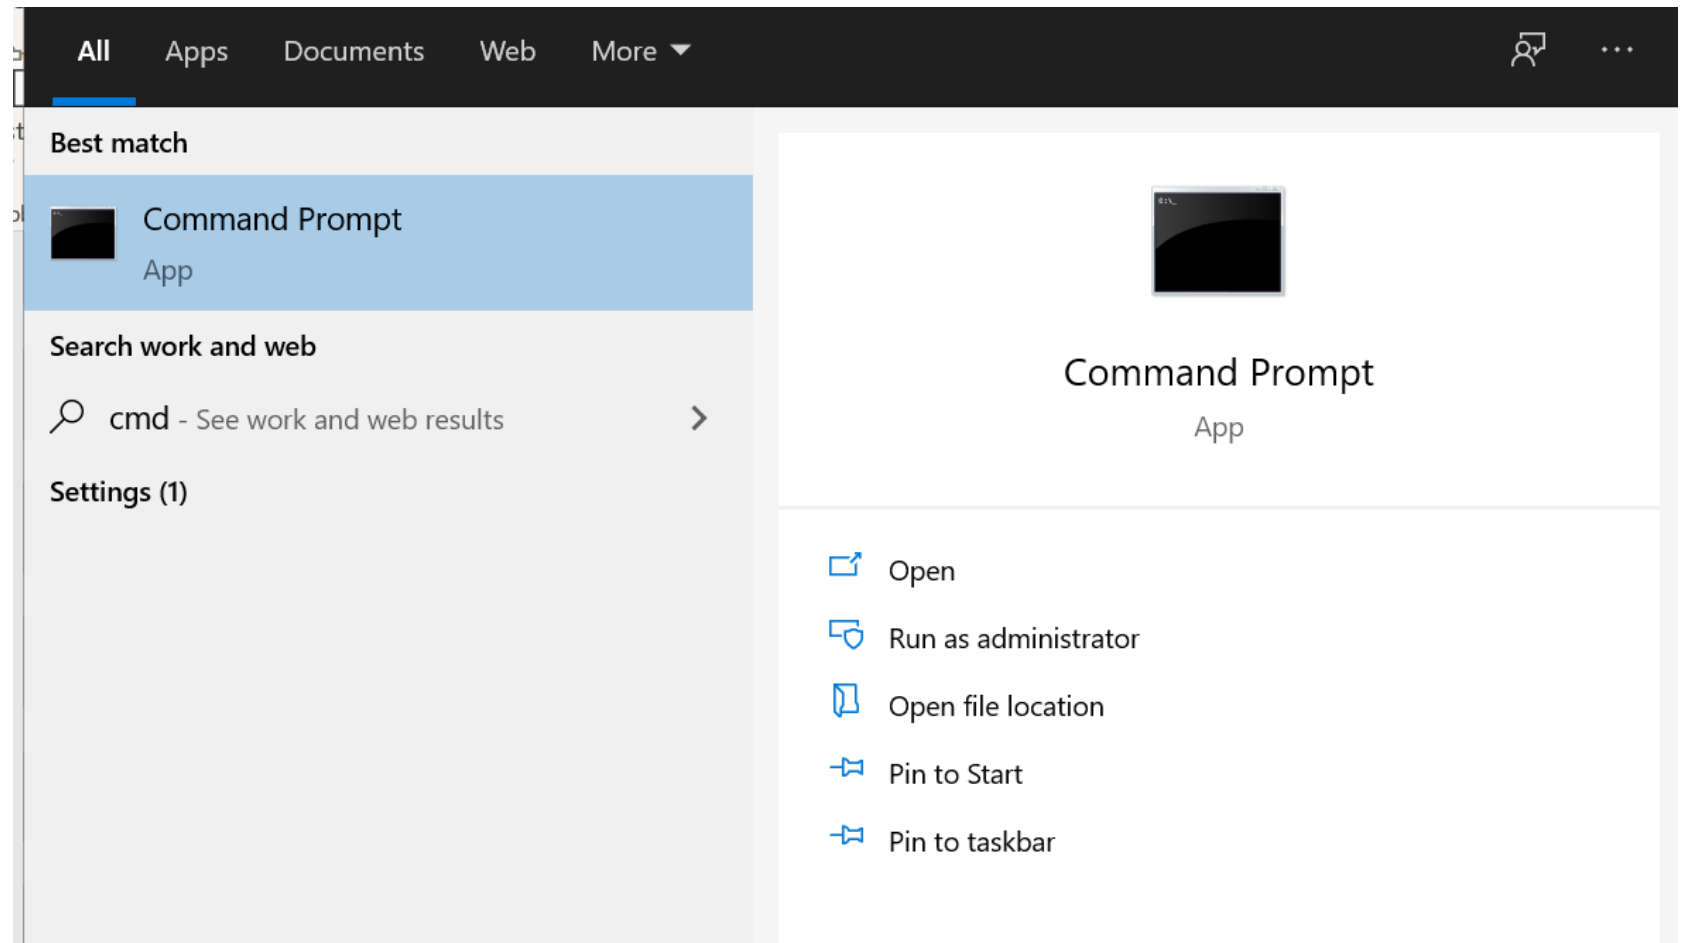 All Apps Documents Web More
Best match
Command Prompt
App
Search work and web
cmd - See work and web results
Settings (1)
Command Prompt
App
Open
Run as administrator
Open file location
Pin to Start
Pin to taskbar